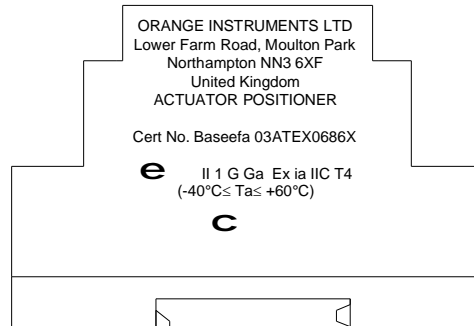 ORANGE INSTRUMENTS LTD
Lower Farm Road, Moulton Park
Northampton NN3 6XF
United Kingdom
ACTUATOR POSITIONER
Cert No. Baseefa 03ATEX0686X
e II 1 G Ga Ex ia IIC T4
(-40°C≤ Ta≤ +60°C)
c